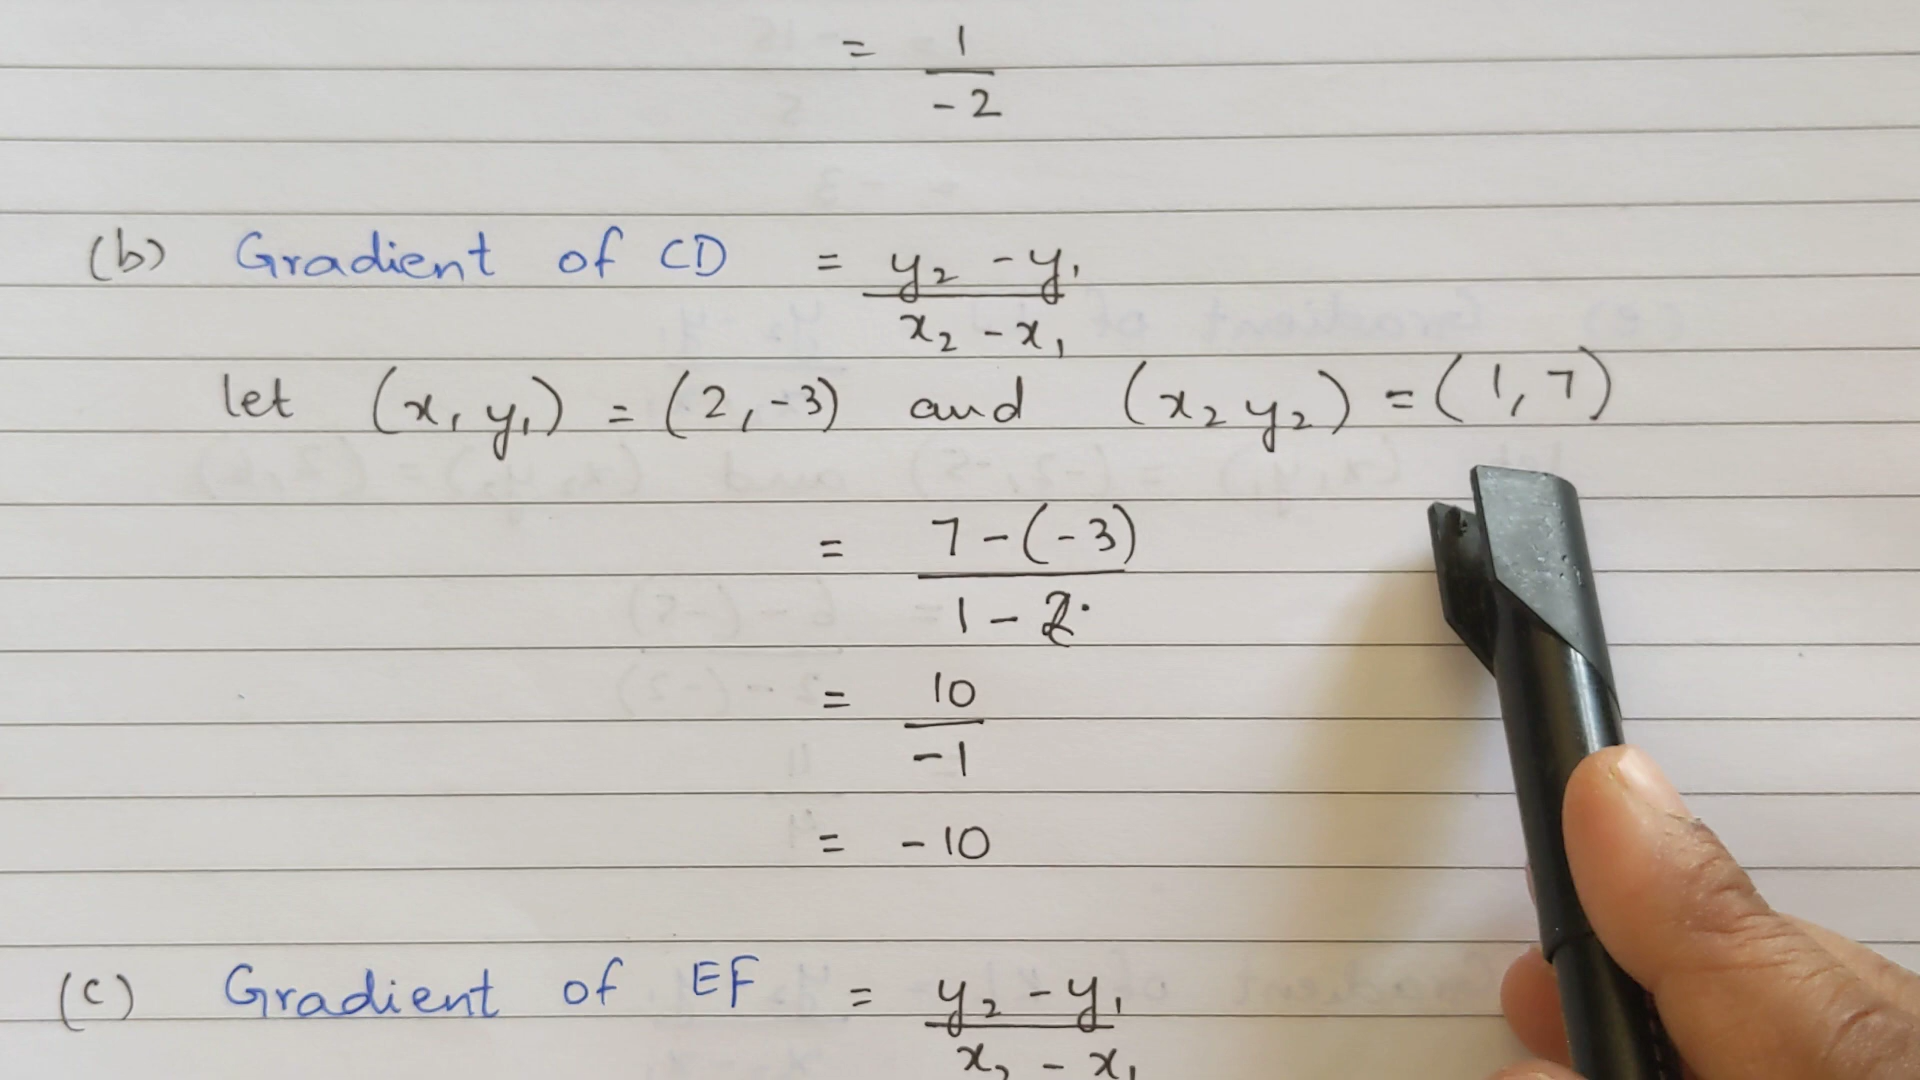 = 1
-2
(b) Gradient of CD = y₂ - y₁
x₂ - x₁
let (x₁ y₁) = (2, -3) and (x₂ y₂) = (1, 7)
= 7 - (-3)
1 - 2
= 10
-1
= -10
(c) Gradient of EF = y₂ - y₁
x₂ - x₁